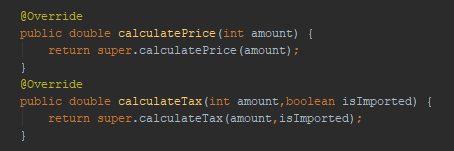 @Override
public double calculatePrice(int amount) {
    return super.calculatePrice(amount);
}
@Override
public double calculateTax(int amount,boolean isImported) {
    return super.calculateTax(amount,isImported);
}